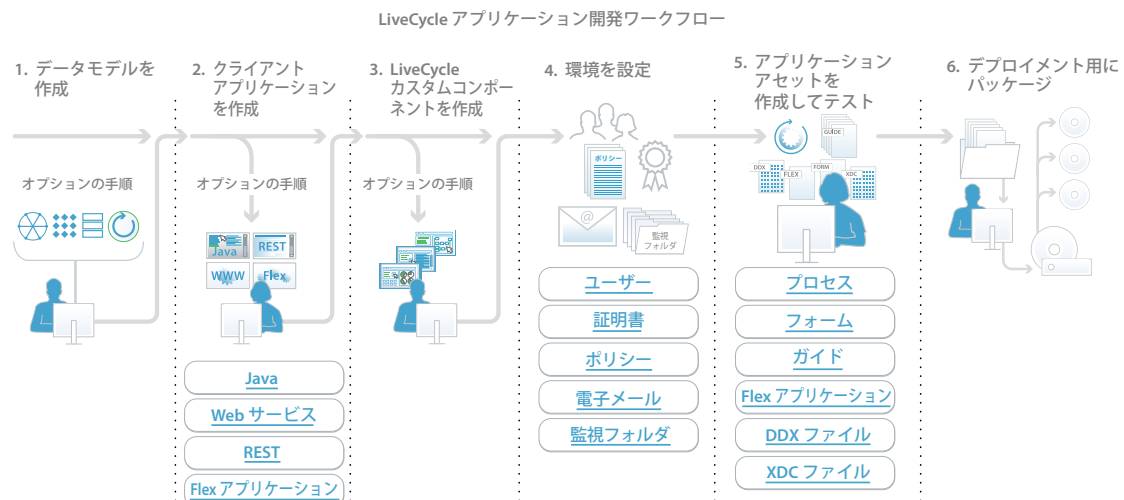 LiveCycle アプリケーション開発ワークフロー
1. データモデルを
作成
オプションの手順
2. クライアント
アプリケーション
を作成
オプションの手順
Java
REST
WWW
Flex
Java
Web サービス
REST
Flex アプリケーション
3. LiveCycle
カスタムコンポー
ネントを作成
オプションの手順
4. 環境を設定
ポリシー
@
監視
フォルダ
ユーザー
証明書
ポリシー
電子メール
監視フォルダ
5. アプリケーション
アセットを
作成してテスト
GUIDE
DDX
FLEX
FORM
XDC
プロセス
フォーム
ガイド
Flex アプリケーション
DDX ファイル
XDC ファイル
6. デプロイメント用に
パッケージ